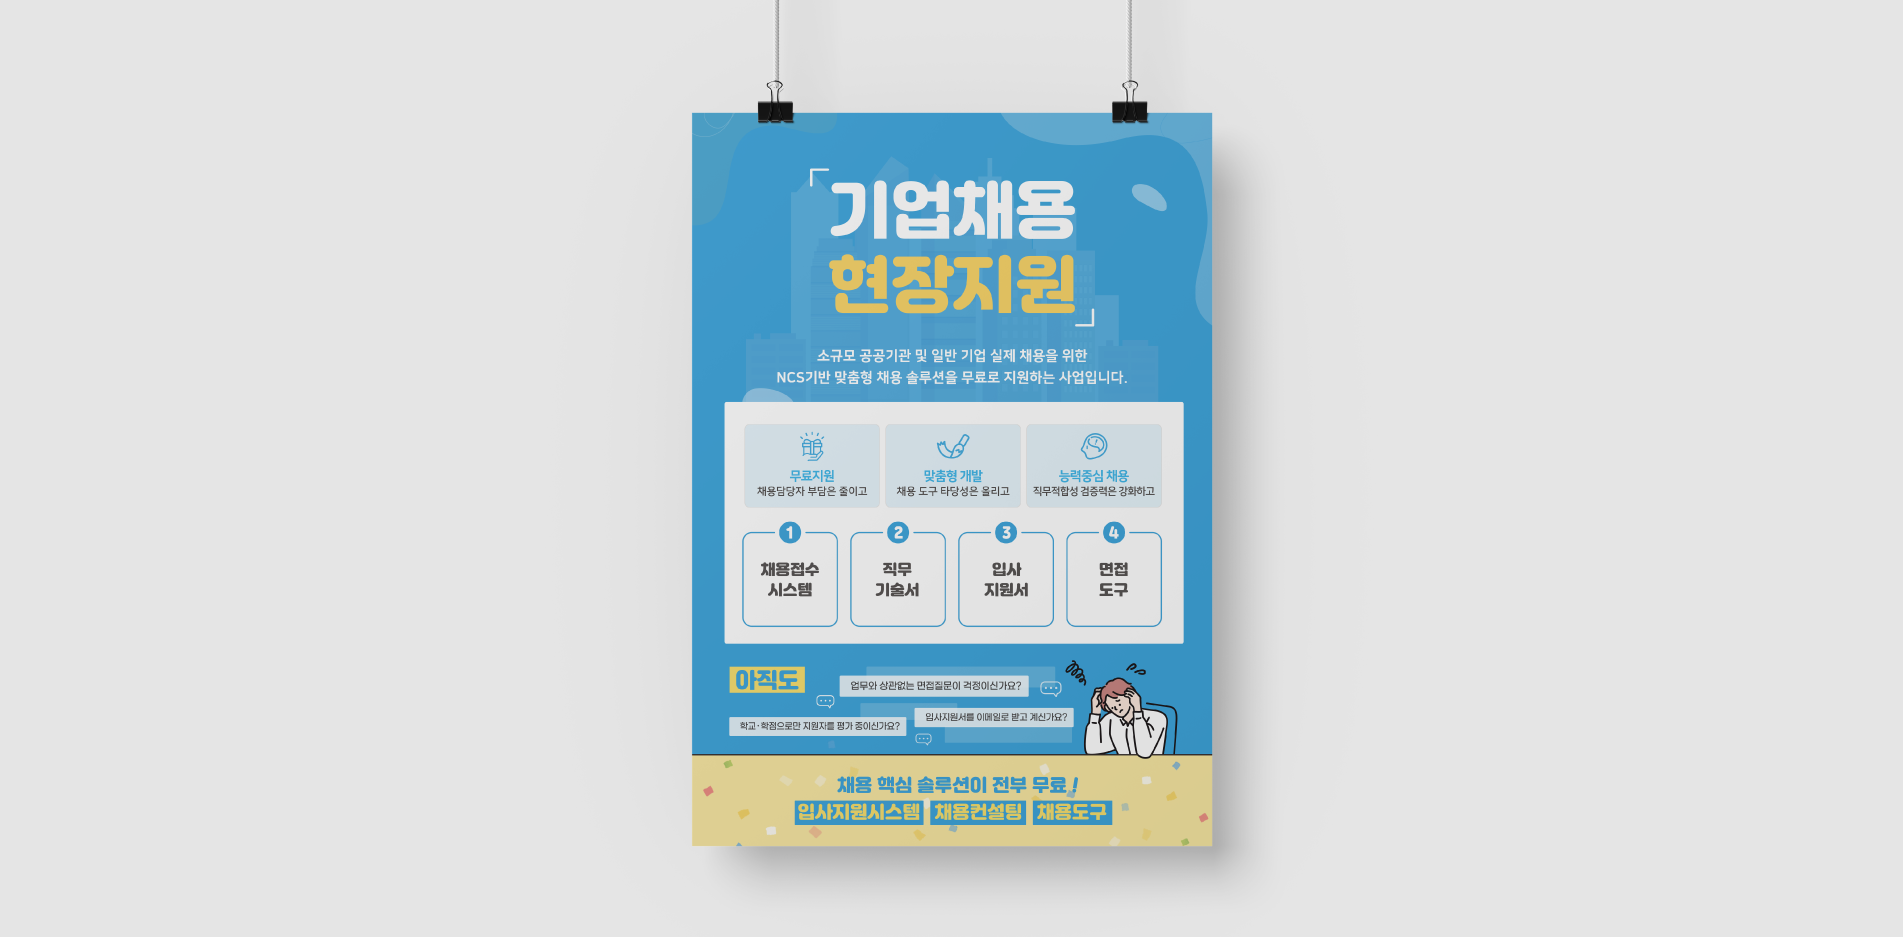 기업채용
현장지원
소규모 공공기관 및 일반 기업 실제 채용을 위한
NCS기반 맞춤형 채용 솔루션을 무료로 지원하는 사업입니다.
무료지원
채용담당자 부담은 줄이고
맞춤형 개발
채용 도구 타당성은 올리고
능력중심 채용
직무적합성 검증력은 강화하고
1
채용접수
시스템
2
직무
기술서
3
입사
지원서
4
면접
도구
아직도
업무와 상관없는 면접질문이 걱정이신가요?
입사지원서를 이메일로 받고 계신가요?
학교·학점으로만 지원자를 평가 중이신가요?
채용 핵심 솔루션이 전부 무료!
입사지원시스템 채용컨설팅 채용도구